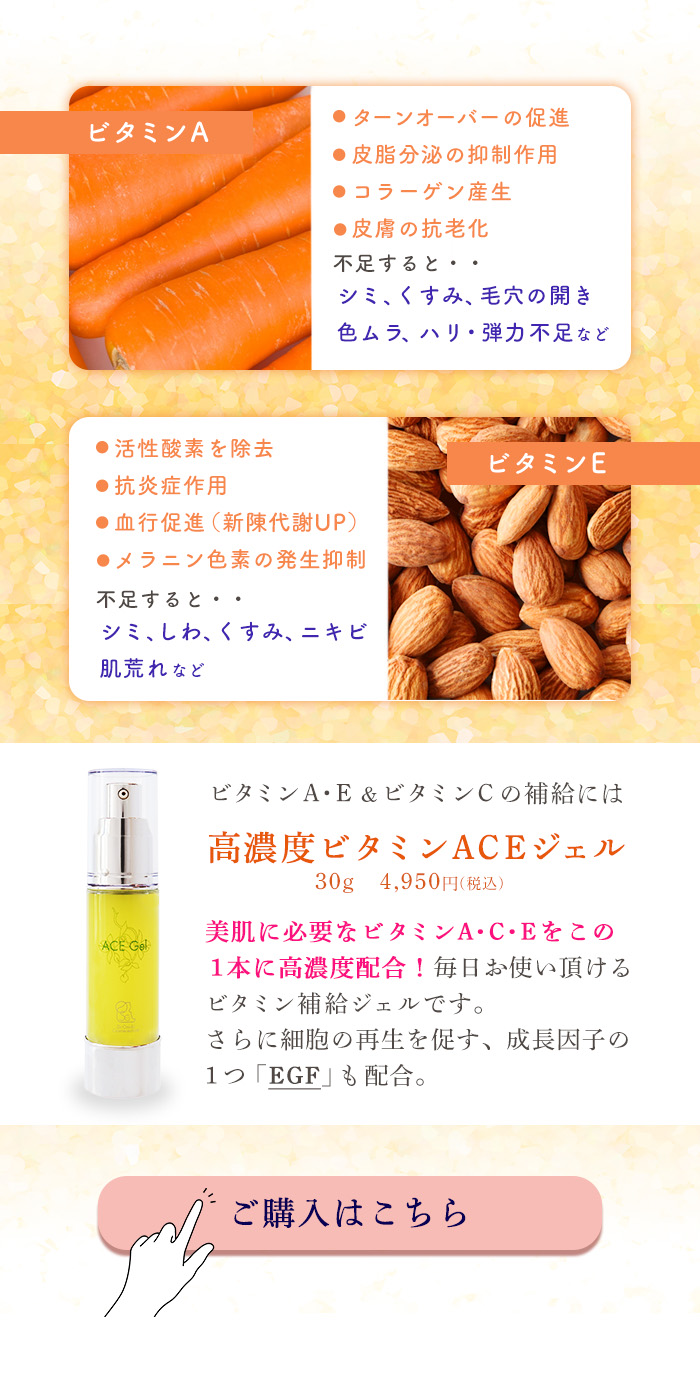 ビタミンA
●ターンオーバーの促進
●皮脂分泌の抑制作用
●コラーゲン産生
●皮膚の抗老化
不足すると・・
シミ、くすみ、毛穴の開き
色ムラ、ハリ・弾力不足など
ビタミンE
●活性酸素を除去
●抗炎症作用
●血行促進（新陳代謝UP）
●メラニン色素の発生抑制
不足すると・・
シミ、しわ、くすみ、ニキビ
肌荒れなど
ビタミンA・E＆ビタミンCの補給には
高濃度ビタミンACEジェル
30g 4,950円(税込)
ACE Gel
美肌に必要なビタミンA・C・Eをこの
1本に高濃度配合！毎日お使い頂ける
ビタミン補給ジェルです。
さらに細胞の再生を促す、成長因子の
1つ「EGF」も配合。
ご購入はこちら